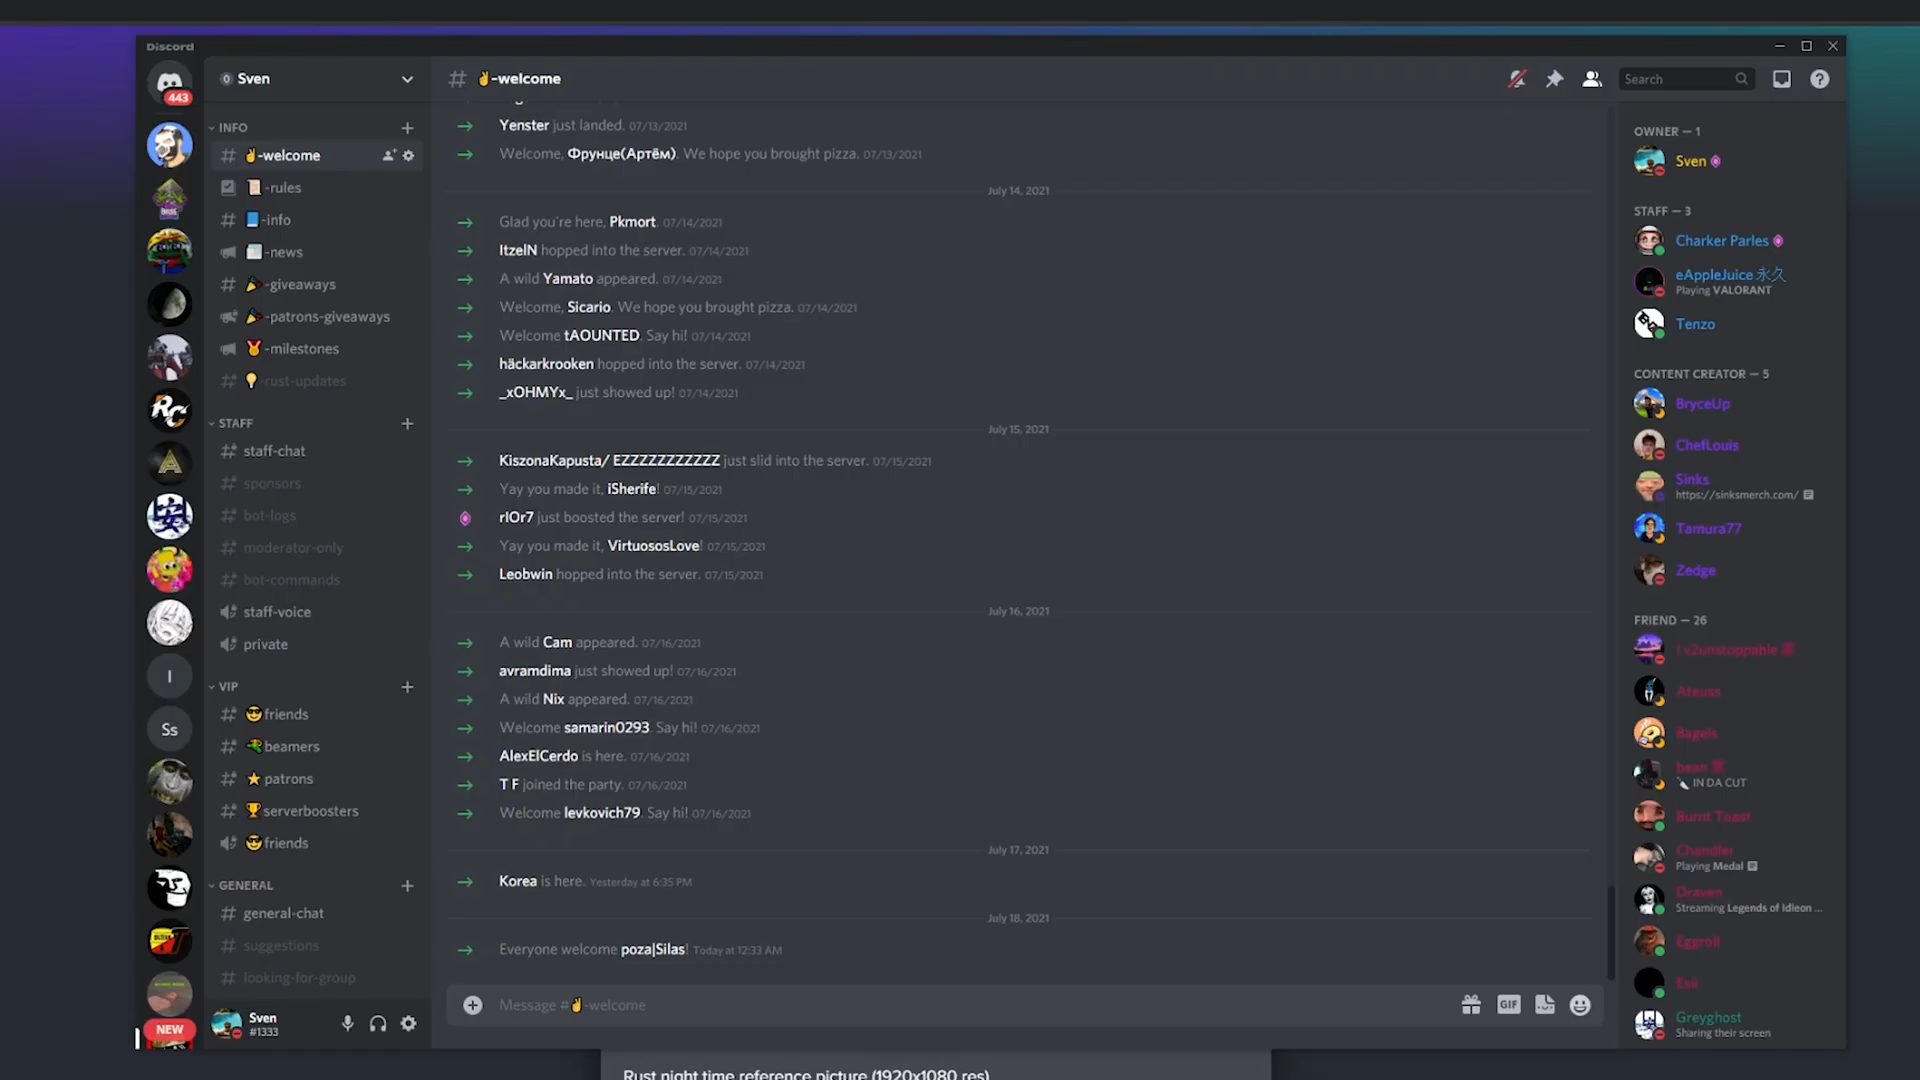 Discord
443
Sven
INFO
-welcome
-rules
-info
-news
-giveaways
-patrons-giveaways
-milestones
-rust-updates
STAFF
staff-chat
sponsors
bot-logs
moderator-only
bot-commands
staff-voice
private
VIP
friends
beamers
patrons
serverboosters
friends
GENERAL
general-chat
suggestions
looking-for-group
I
Ss
NEW
Sven
#1333
-welcome
Search
Yenster just landed. 07/13/2021
Welcome, Фрунце(Артём). We hope you brought pizza. 07/13/2021
July 14, 2021
Glad you're here, Pkmort. 07/14/2021
ItzelN hopped into the server. 07/14/2021
A wild Yamato appeared. 07/14/2021
Welcome, Sicario. We hope you brought pizza. 07/14/2021
Welcome tAOUNTED. Say hi! 07/14/2021
häckarkrooken hopped into the server. 07/14/2021
_xOHMYx_ just showed up! 07/14/2021
July 15, 2021
KiszonaKapusta/ EZZZZZZZZZZZ just slid into the server. 07/15/2021
Yay you made it, iSherife! 07/15/2021
rlOr7 just boosted the server! 07/15/2021
Yay you made it, VirtuososLove! 07/15/2021
Leobwin hopped into the server. 07/15/2021
July 16, 2021
A wild Cam appeared. 07/16/2021
avramdima just showed up! 07/16/2021
A wild Nix appeared. 07/16/2021
Welcome samarin0293. Say hi! 07/16/2021
AlexElCerdo is here. 07/16/2021
T F joined the party. 07/16/2021
Welcome levkovich79. Say hi! 07/16/2021
July 17, 2021
Korea is here. Yesterday at 6:35 PM
July 18, 2021
Everyone welcome poza|Silas! Today at 12:33 AM
Message #✌-welcome
GIF
OWNER — 1
Sven
STAFF — 3
Charker Parles
eAppleJuice 永久
Playing VALORANT
Tenzo
CONTENT CREATOR — 5
BryceUp
ChefLouis
Sinks
https://sinksmerch.com/
Tamura77
Zedge
FRIEND — 26
! v2unstoppable
Ateuss
Bagels
bean
IN DA CUT
Burnt Toast
Chandler
Playing Medal
Draven
Streaming Legends of Idleon ...
Eggroll
Esii
Greyghost
Sharing their screen
Rust night time reference picture (1920x1080 res)